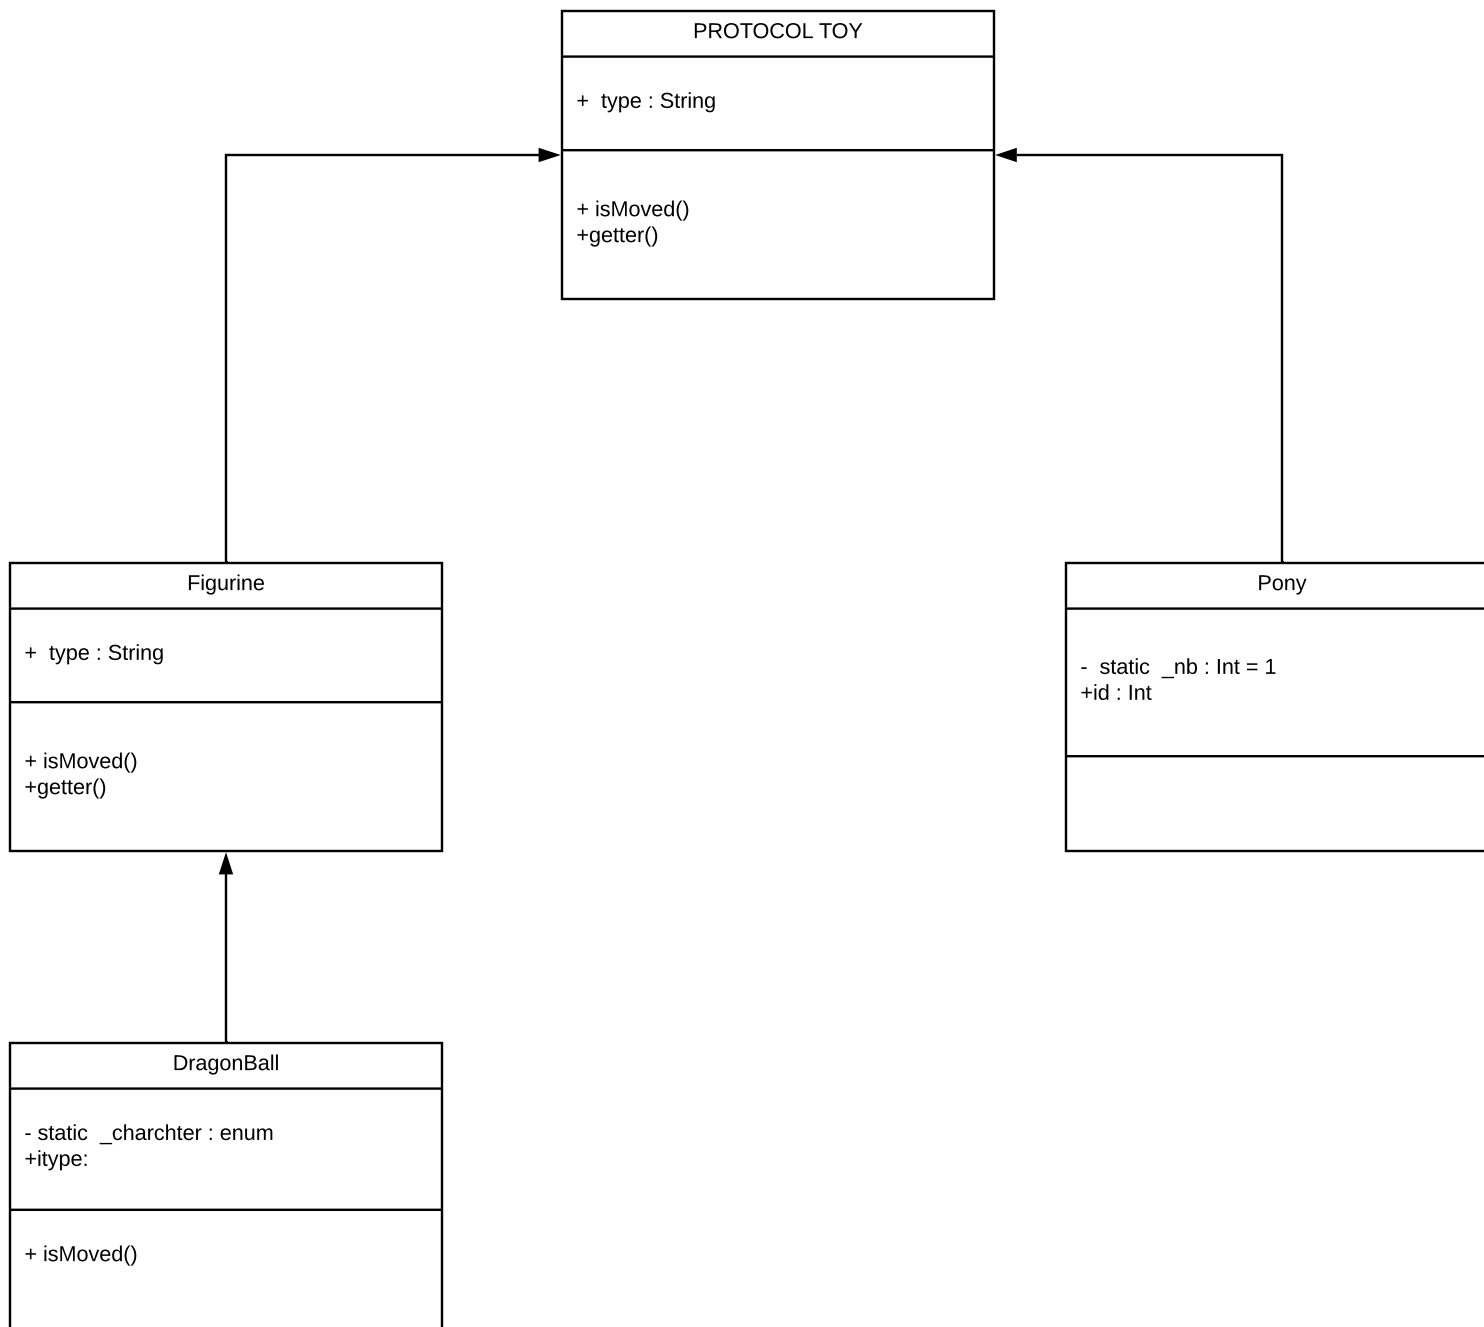 PROTOCOL TOY
+  type : String
+ isMoved()
+getter()
Figurine
+  type : String
+ isMoved()
+getter()
Pony
-  static  _nb : Int = 1
+id : Int
DragonBall
- static  _charchter : enum
+itype:
+ isMoved()